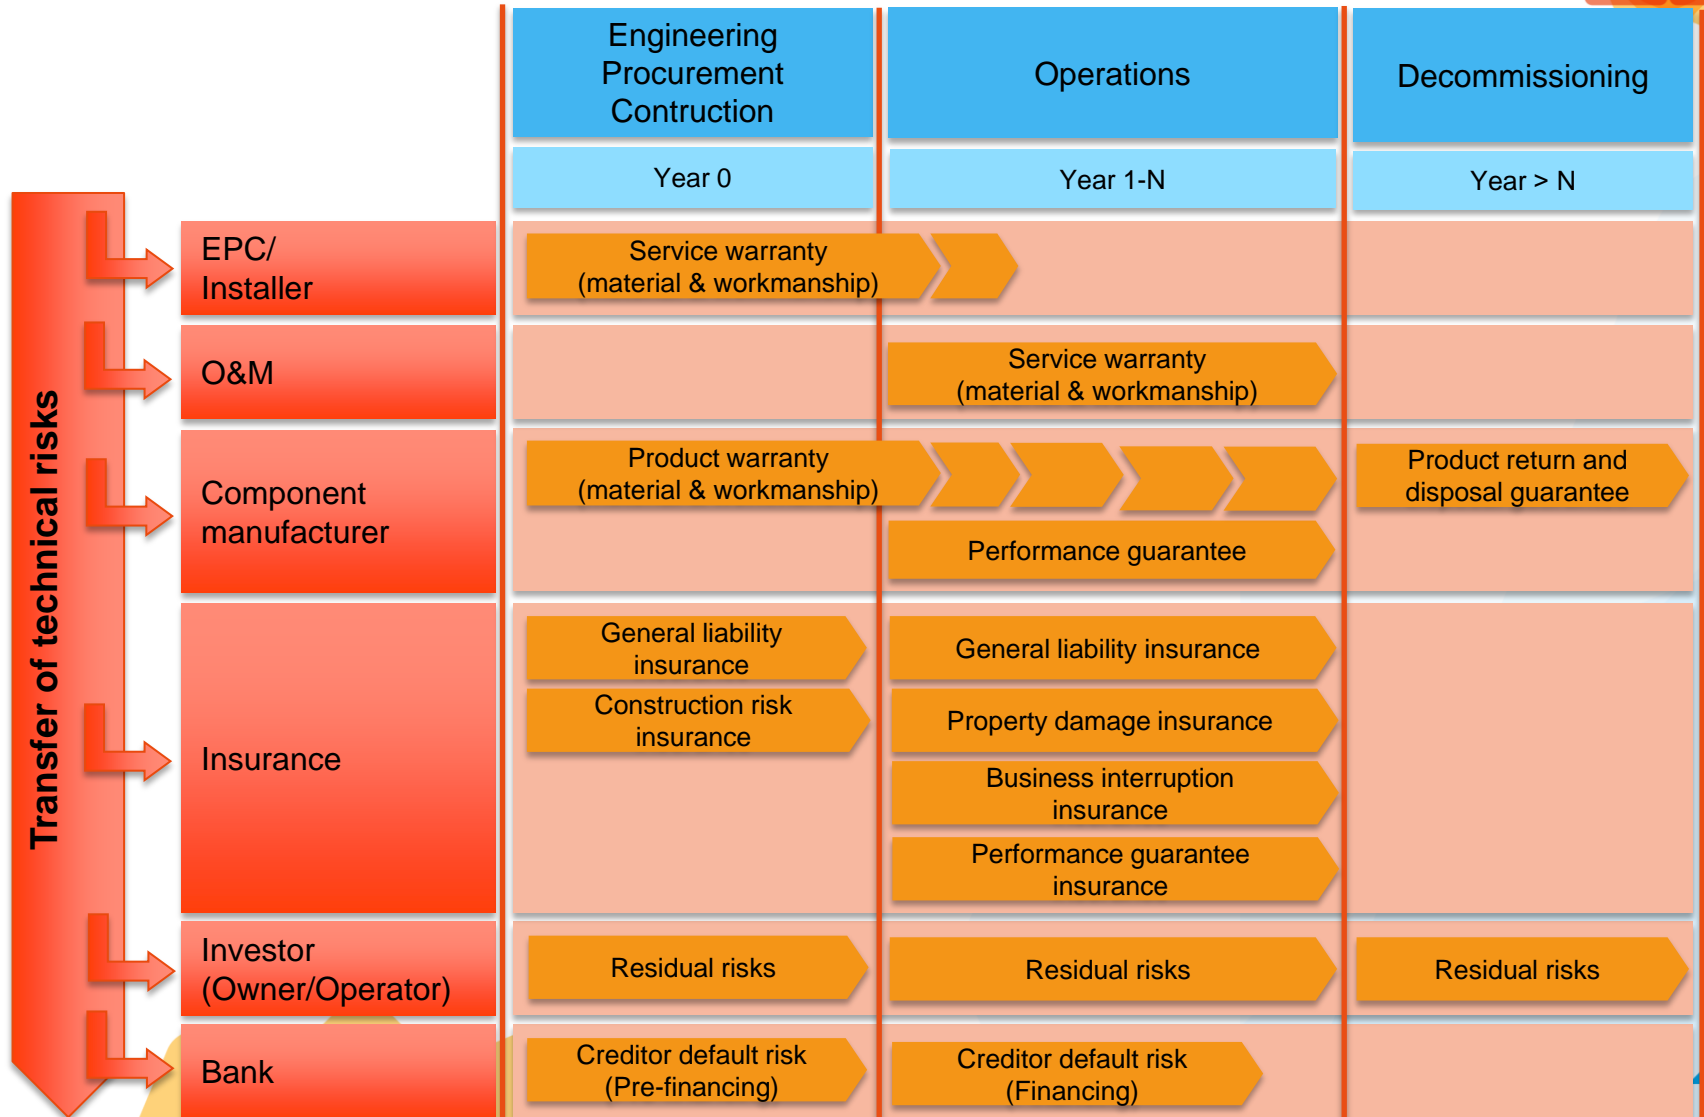 Engineering
Procurement
Contruction
Operations
Decommissioning
Year 0
Year 1-N
Year > N
Transfer of technical risks
EPC/
Installer
Service warranty
(material & workmanship)
O&M
Service warranty
(material & workmanship)
Component
manufacturer
Product warranty
(material & workmanship)
Product return and
disposal guarantee
Performance guarantee
Insurance
General liability
insurance
General liability insurance
Construction risk
insurance
Property damage insurance
Business interruption
insurance
Performance guarantee
insurance
Investor
(Owner/Operator)
Residual risks
Residual risks
Residual risks
Bank
Creditor default risk
(Pre-financing)
Creditor default risk
(Financing)